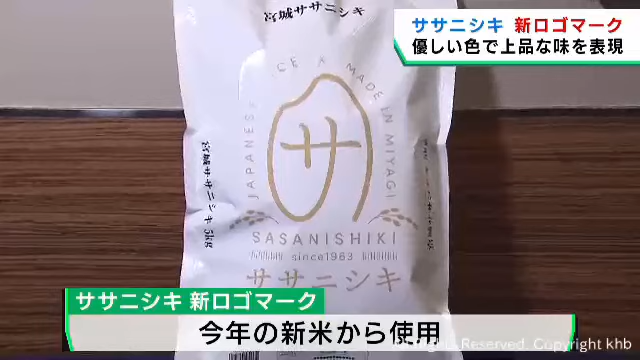 宮城ササニシキ
ササニシキ 新ロゴマーク
優しい色で上品な味を表現
JAPANESE RICE × MADE IN MIYAGI
サ
宮城ササニシキ 5kg
SASANISHIKI
since1963
ササニシキ
ササニシキ 新ロゴマーク
今年の新米から使用
All Rights Reserved. Copyright khb